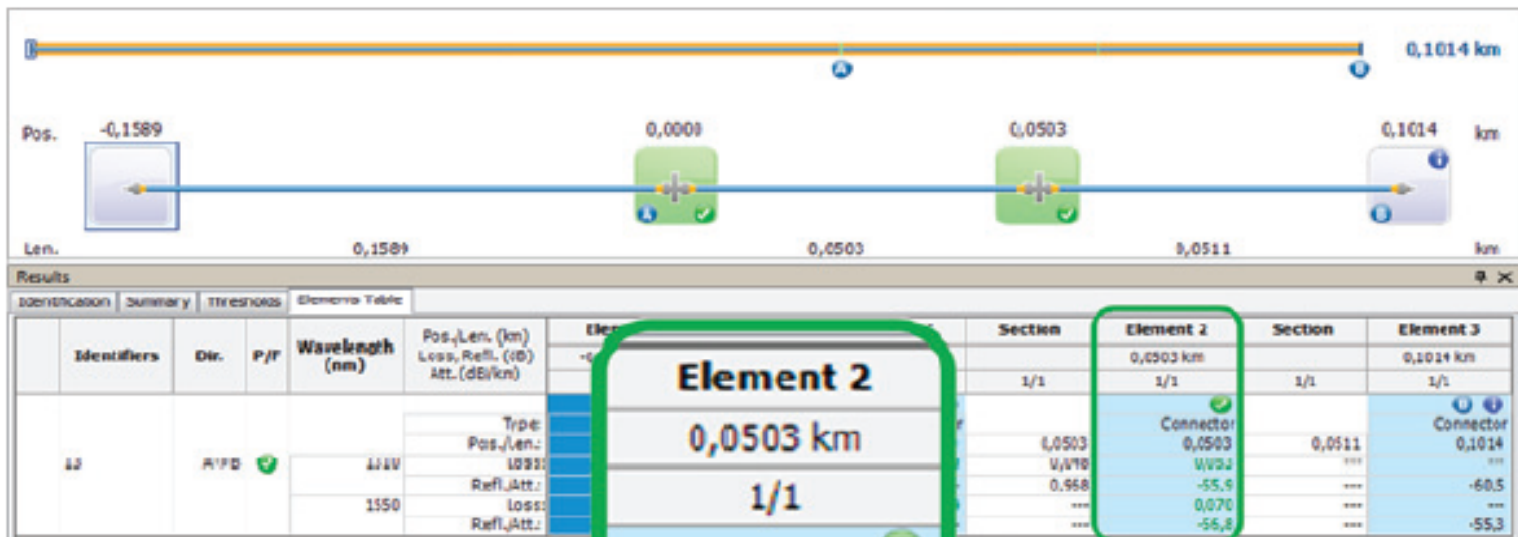 0,1014 km
A
B
Pos. -0,1589 0,0000 0,0503 0,1014 km
A B
Len. 0,1589 0,0503 0,0511 km
Results
Identification Summary Thresholds Elements Table
Identifiers Dir. P/F Wavelength (nm) Pos./Len. (km) Section Element 2 Section Element 3
Loss, Refl. (dB) 0,0503 km 0,1014 km
Att. (dB/km) 1/1 1/1 1/1 1/1
Element 2
0,0503 km
1/1
B
Type: Connector Connector
Pos./Len.: 0,0503 0,0503 0,0511 0,1014
Loss: --- ---
Refl./Att.: 0.968 -55,9 --- -60,5
1550 Loss: --- 0,070 --- ---
Refl./Att.: --- -56,8 --- -55,3